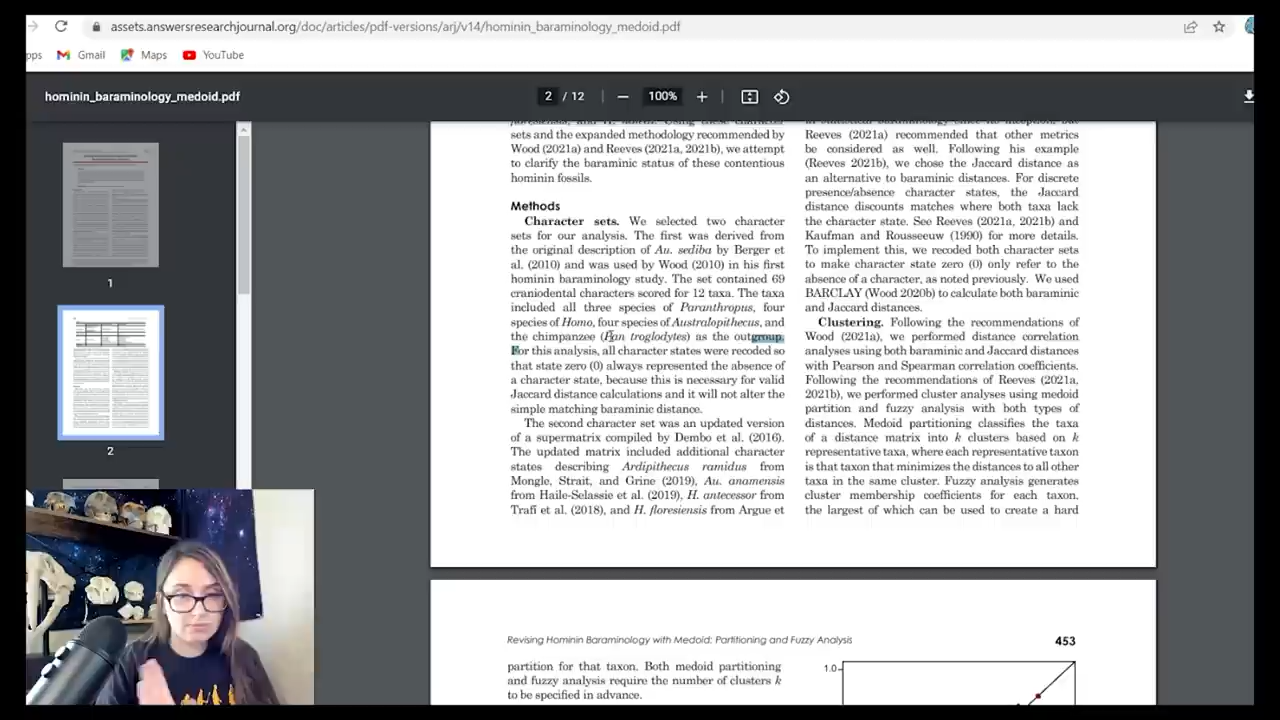 assets.answersresearchjournal.org/doc/articles/pdf-versions/arj/v14/hominin_baraminology_medoid.pdf
pps Gmail Maps YouTube
hominin_baraminology_medoid.pdf
2 / 12
100%
1
2
sets and the expanded methodology recommended by
Wood (2021a) and Reeves (2021a, 2021b), we attempt
to clarify the baraminic status of these contentious
hominin fossils.
Methods
Character sets. We selected two character
sets for our analysis. The first was derived from
the original description of Au. sediba by Berger et
al. (2010) and was used by Wood (2010) in his first
hominin baraminology study. The set contained 69
craniodental characters scored for 12 taxa. The taxa
included all three species of Paranthropus, four
species of Homo, four species of Australopithecus, and
the chimpanzee (Pan troglodytes) as the outgroup.
For this analysis, all character states were recoded so
that state zero (0) always represented the absence of
a character state, because this is necessary for valid
Jaccard distance calculations and it will not alter the
simple matching baraminic distance.
The second character set was an updated version
of a supermatrix compiled by Dembo et al. (2016).
The updated matrix included additional character
states describing Ardipithecus ramidus from
Mongle, Strait, and Grine (2019), Au. anamensis
from Haile-Selassie et al. (2019), H. antecessor from
Trafí et al. (2018), and H. floresiensis from Argue et
Reeves (2021a) recommended that other metrics
be considered as well. Following his example
(Reeves 2021b), we chose the Jaccard distance as
an alternative to baraminic distances. For discrete
presence/absence character states, the Jaccard
distance discounts matches where both taxa lack
the character state. See Reeves (2021a, 2021b) and
Kaufman and Rousseeuw (1990) for more details.
To implement this, we recoded both character sets
to make character state zero (0) only refer to the
absence of a character, as noted previously. We used
BARCLAY (Wood 2020b) to calculate both baraminic
and Jaccard distances.
Clustering. Following the recommendations of
Wood (2021a), we performed distance correlation
analyses using both baraminic and Jaccard distances
with Pearson and Spearman correlation coefficients.
Following the recommendations of Reeves (2021a,
2021b), we performed cluster analyses using medoid
partition and fuzzy analysis with both types of
distances. Medoid partitioning classifies the taxa
of a distance matrix into k clusters based on k
representative taxa, where each representative taxon
is that taxon that minimizes the distances to all other
taxa in the same cluster. Fuzzy analysis generates
cluster membership coefficients for each taxon,
the largest of which can be used to create a hard
Revising Hominin Baraminology with Medoid: Partitioning and Fuzzy Analysis
453
partition for that taxon. Both medoid partitioning
and fuzzy analysis require the number of clusters k
to be specified in advance.
1.0